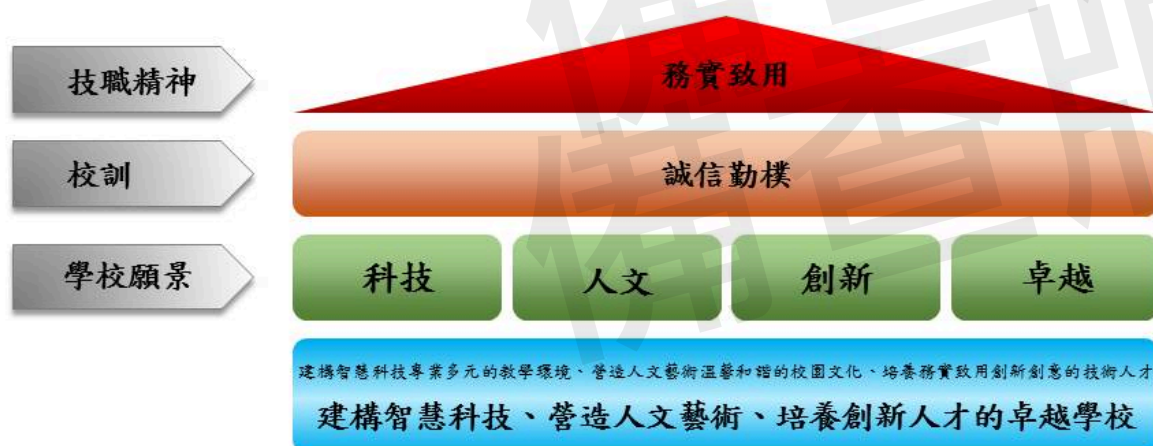 技職精神
務實致用
校訓
誠信勤樸
學校願景
科技
人文
創新
卓越
建構智慧科技專業多元的教學環境、營造人文藝術溫馨和諧的校園文化、培養務實致用創新創意的技術人才
建構智慧科技、營造人文藝術、培養創新人才的卓越學校